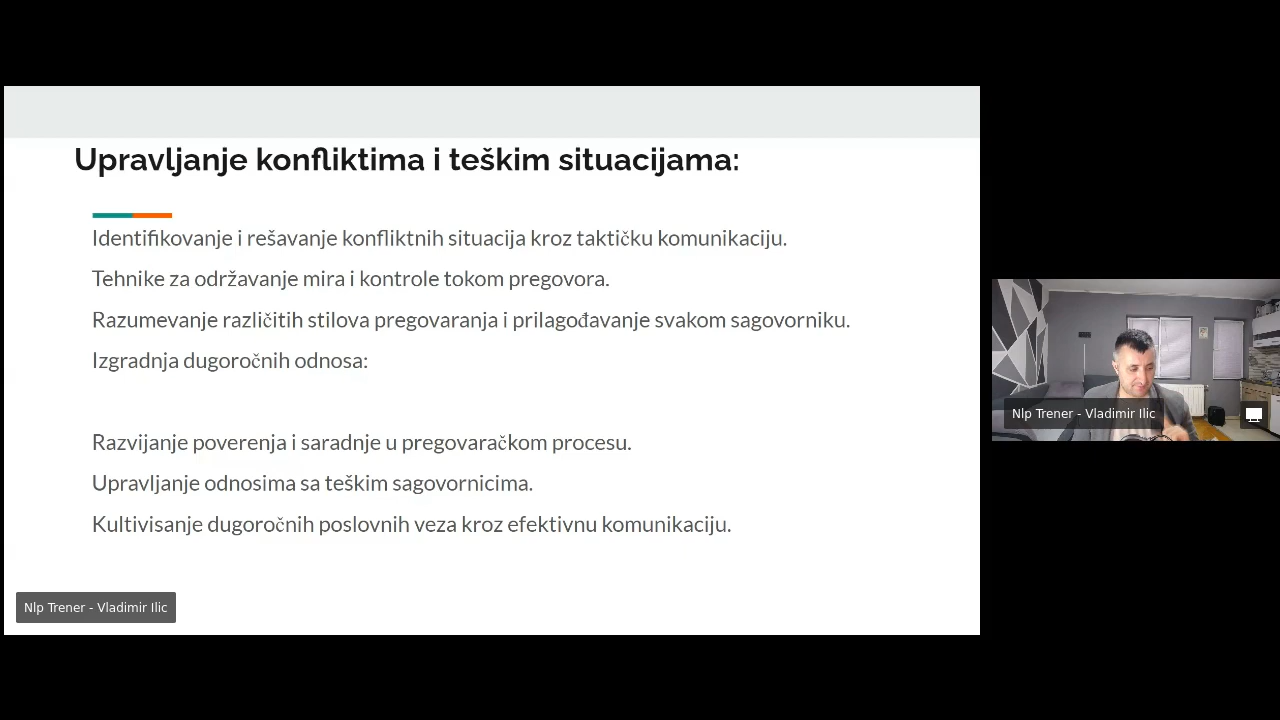 Upravljanje konfliktima i teškim situacijama:
Identifikovanje i rešavanje konfliktnih situacija kroz taktičku komunikaciju.
Tehnike za održavanje mira i kontrole tokom pregovora.
Razumevanje različitih stilova pregovaranja i prilagođavanje svakom sagovorniku.
Izgradnja dugoročnih odnosa:
Razvijanje poverenja i saradnje u pregovaračkom procesu.
Upravljanje odnosima sa teškim sagovornicima.
Kultivisanje dugoročnih poslovnih veza kroz efektivnu komunikaciju.
Nlp Trener - Vladimir Ilic
Nlp Trener - Vladimir Ilic